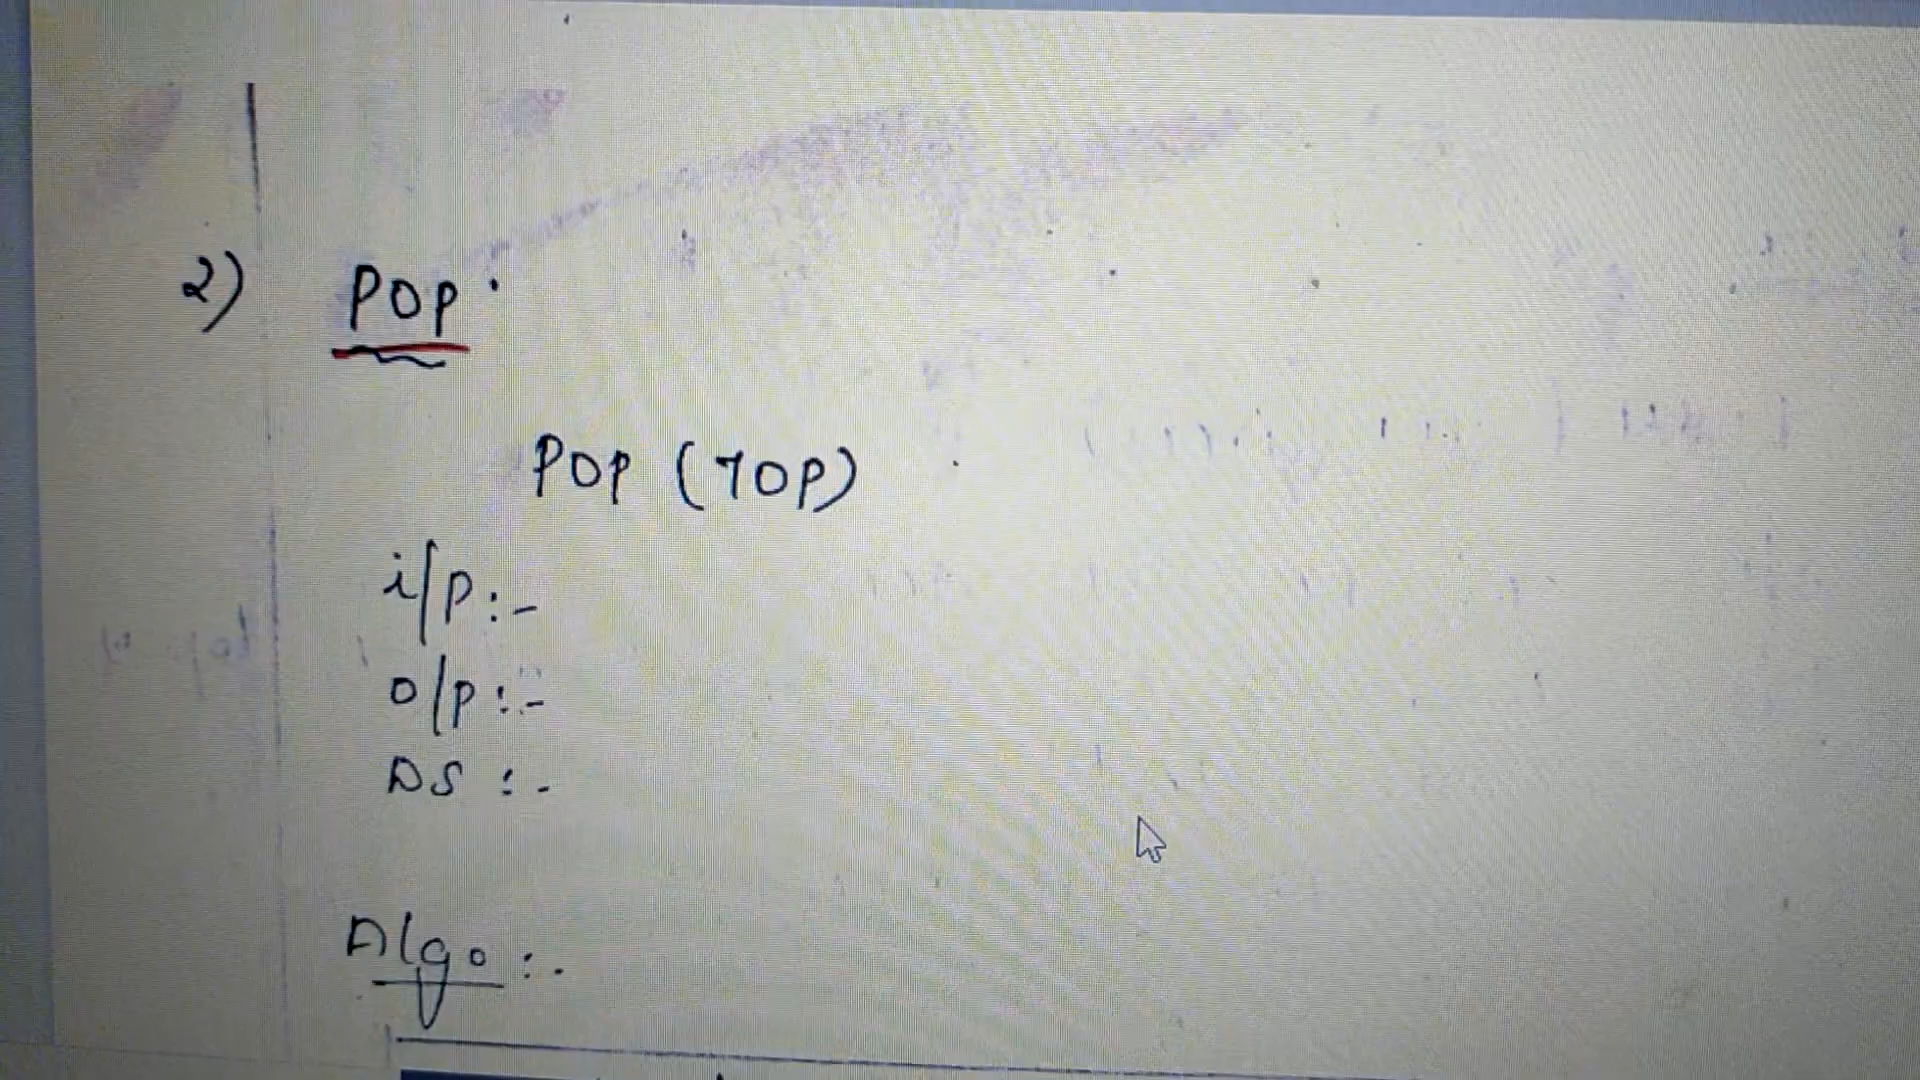 2) POP:
POP (TOP)
i/p :-
o/p :-
DS :-
Algo :-